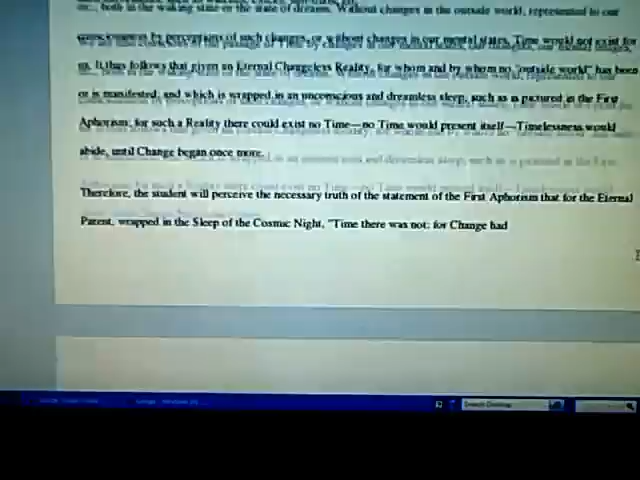 etc., both in the waking state or the state of dreams. Without changes in the outside world, represented to our
consciousness by perceptions of such changes, or without changes in our mental states, Time would not exist for
us. It thus follows that given an Eternal Changeless Reality, for whom and by whom no "outside world" has been
or is manifested, and which is wrapped in an unconscious and dreamless sleep, such as is pictured in the First
Aphorism; for such a Reality there could exist no Time—no Time would present itself—Timelessness would
abide, until Change began once more.
Therefore, the student will perceive the necessary truth of the statement of the First Aphorism that for the Eternal
Parent, wrapped in the Sleep of the Cosmic Night, "Time there was not; for Change had
Search Desktop